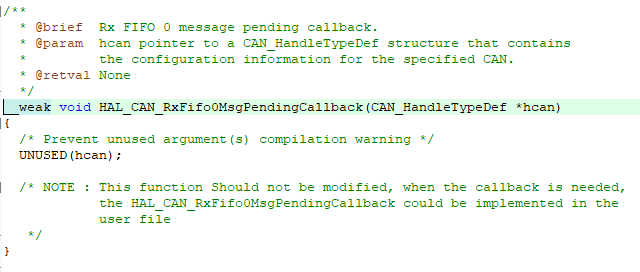 /**
  * @brief  Rx FIFO 0 message pending callback.
  * @param  hcan pointer to a CAN_HandleTypeDef structure that contains
  *         the configuration information for the specified CAN.
  * @retval None
  */
__weak void HAL_CAN_RxFifo0MsgPendingCallback(CAN_HandleTypeDef *hcan)
{
  /* Prevent unused argument(s) compilation warning */
  UNUSED(hcan);

  /* NOTE : This function Should not be modified, when the callback is needed,
            the HAL_CAN_RxFifo0MsgPendingCallback could be implemented in the
            user file
   */
}